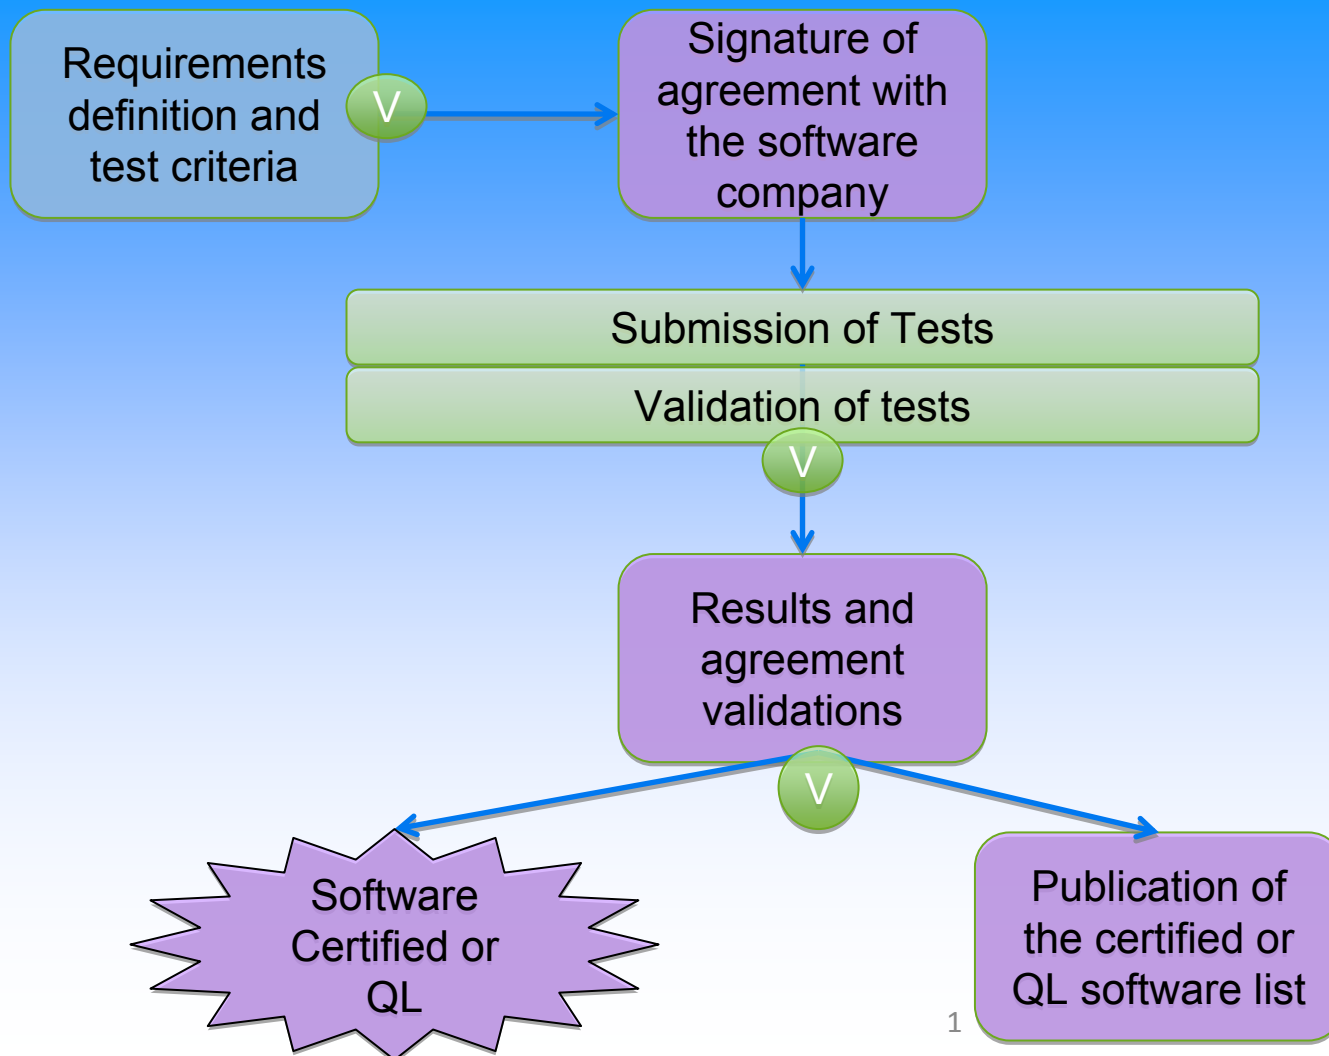 Requirements
definition and
test criteria
V
Signature of
agreement with
the software
company
Submission of Tests
Validation of tests
V
Results and
agreement
validations
V
Software
Certified or
QL
Publication of
the certified or
QL software list
1